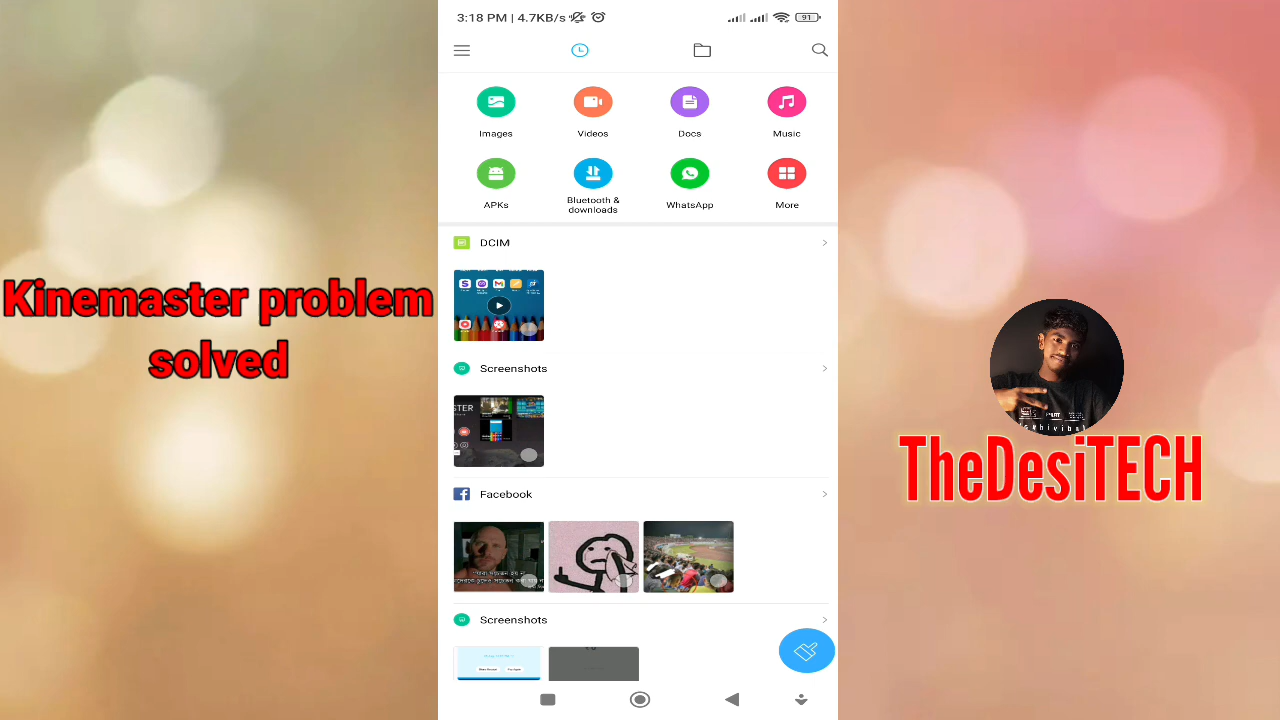 3:18 PM | 4.7KB/s
91
Images
Videos
Docs
Music
APKs
Bluetooth &
downloads
WhatsApp
More
DCIM
Screenshots
STER
Facebook
Screenshots
Kinemaster problem
solved
TheDesiTECH